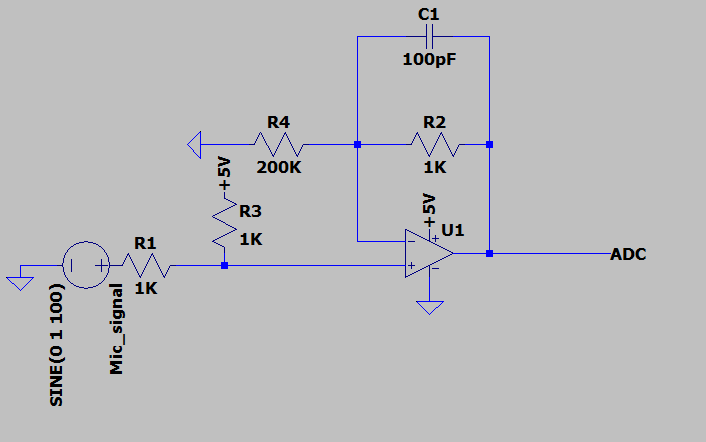 C1
100pF
R4
200K
R2
1K
+5V
R3
1K
+5V
U1
R1
1K
ADC
SINE(0 1 100)
Mic_signal